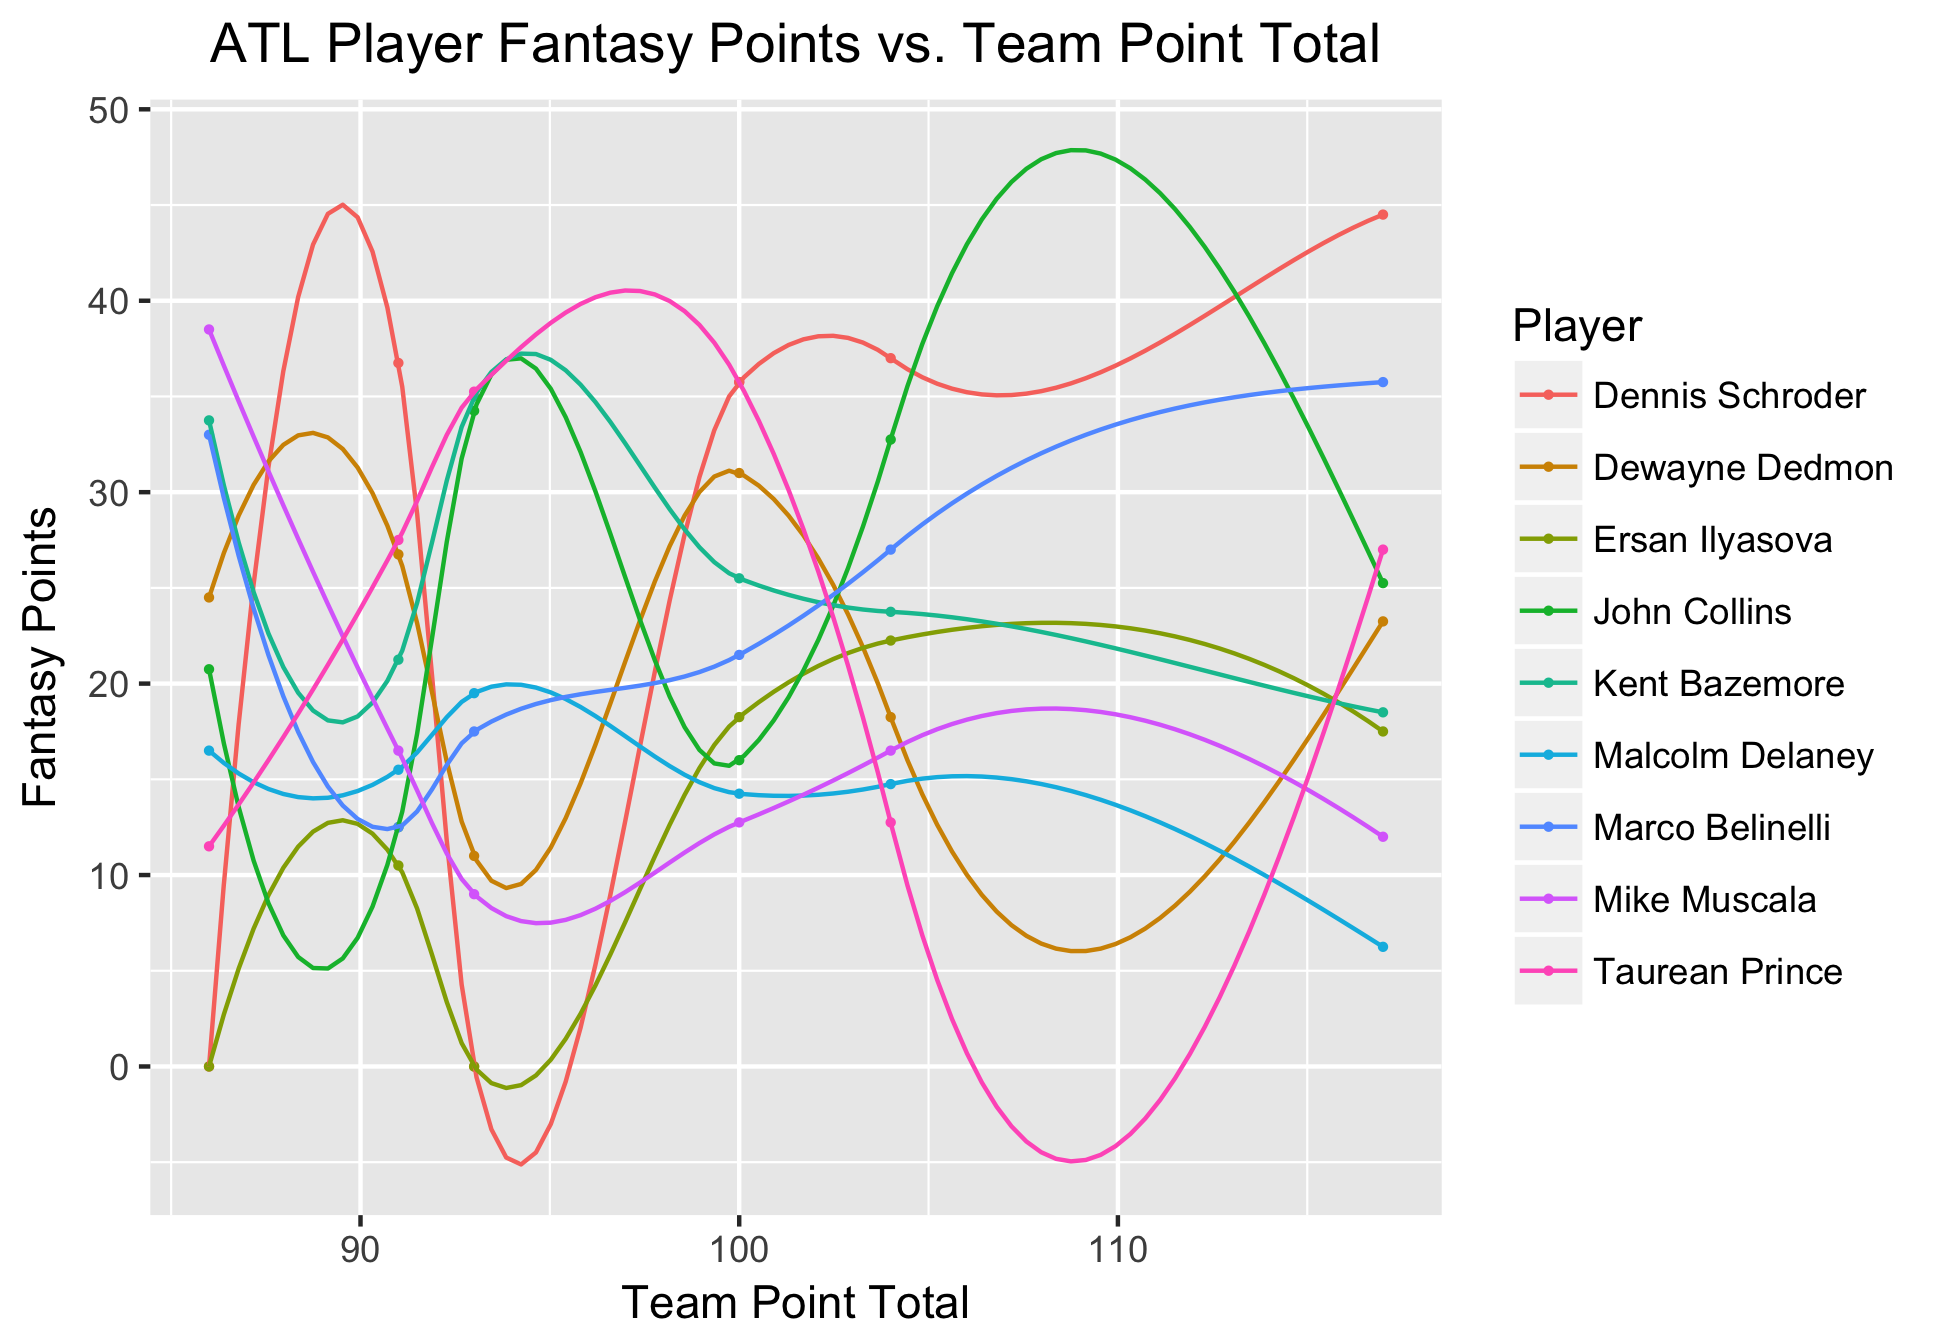 ATL Player Fantasy Points vs. Team Point Total
50
40
30
20
10
0
Fantasy Points
90
100
110
Team Point Total
Player
Dennis Schroder
Dewayne Dedmon
Ersan Ilyasova
John Collins
Kent Bazemore
Malcolm Delaney
Marco Belinelli
Mike Muscala
Taurean Prince